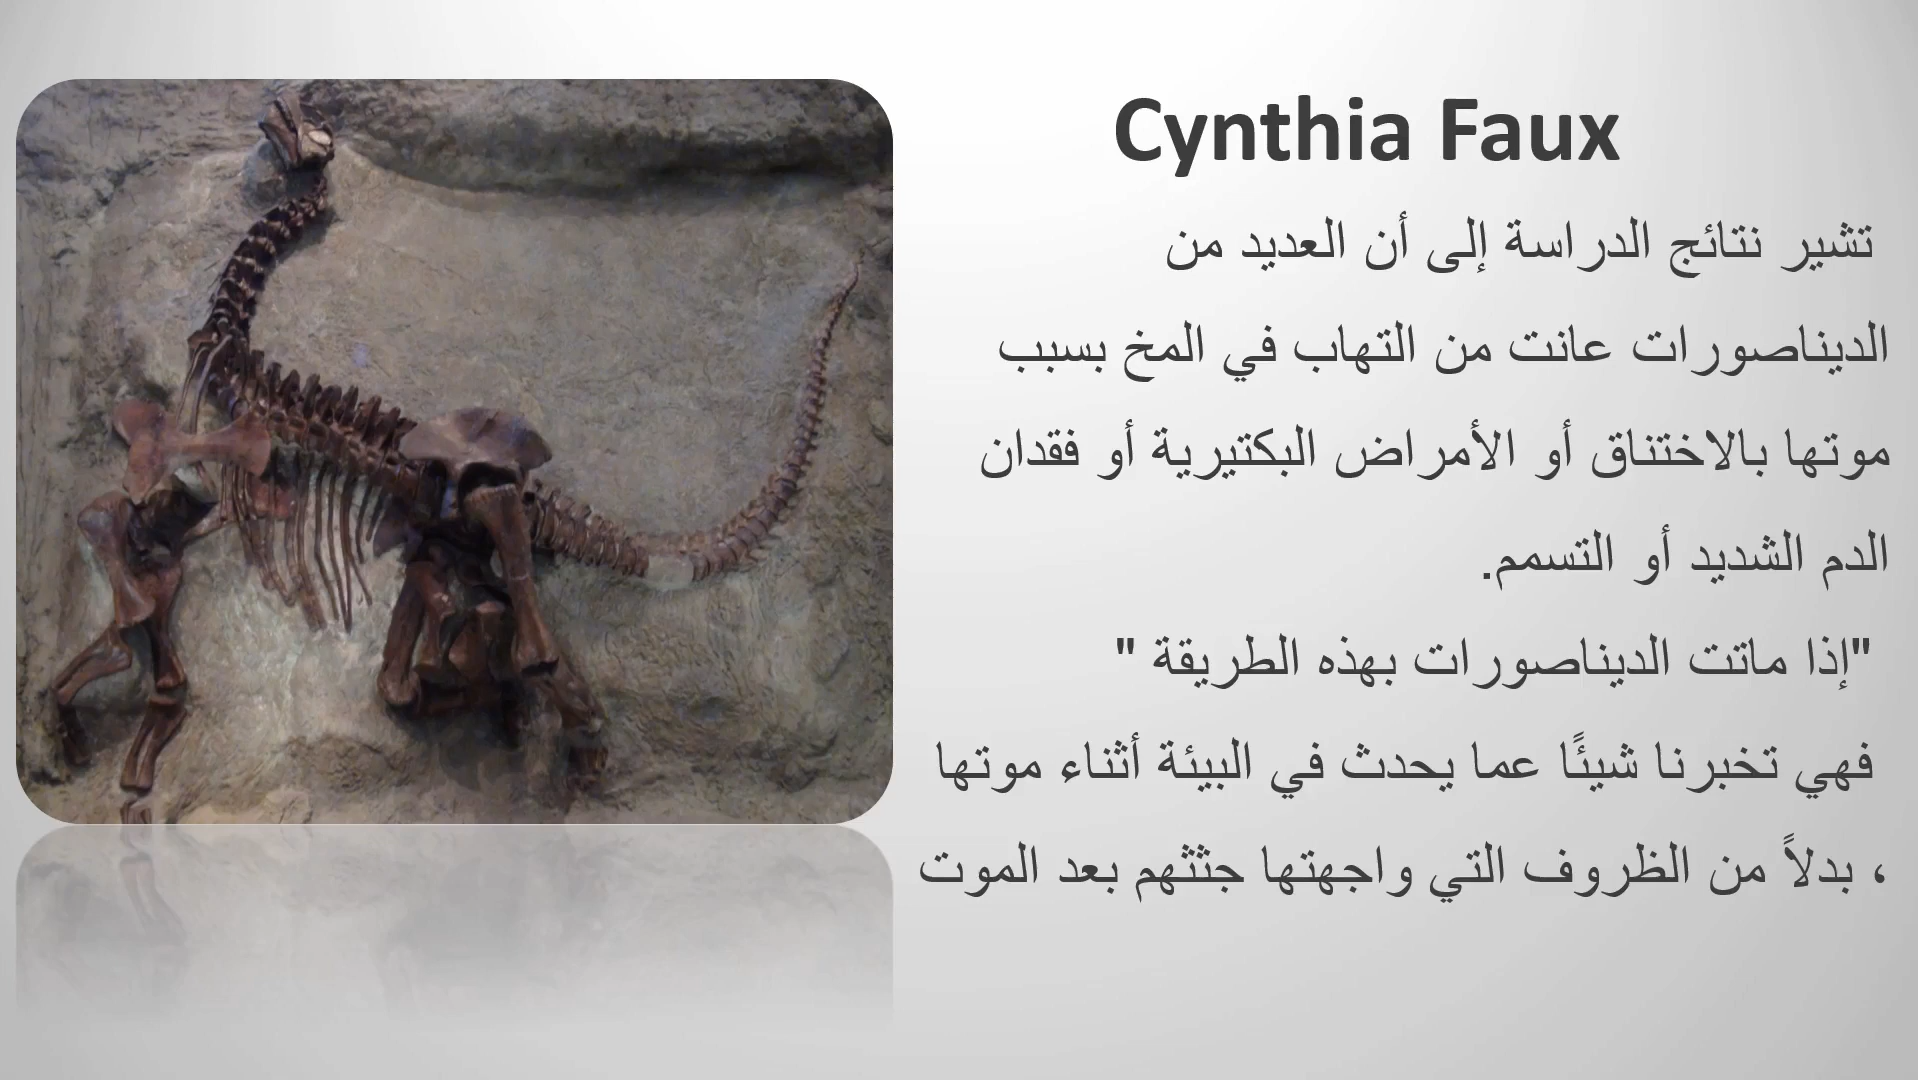 Cynthia Faux
تشير نتائج الدراسة إلى أن العديد من
الديناصورات عانت من التهاب في المخ بسبب
موتها بالاختناق أو الأمراض البكتيرية أو فقدان
الدم الشديد أو التسمم.
"إذا ماتت الديناصورات بهذه الطريقة "
فهي تخبرنا شيئًا عما يحدث في البيئة أثناء موتها
، بدلاً من الظروف التي واجهتها جثثهم بعد الموت